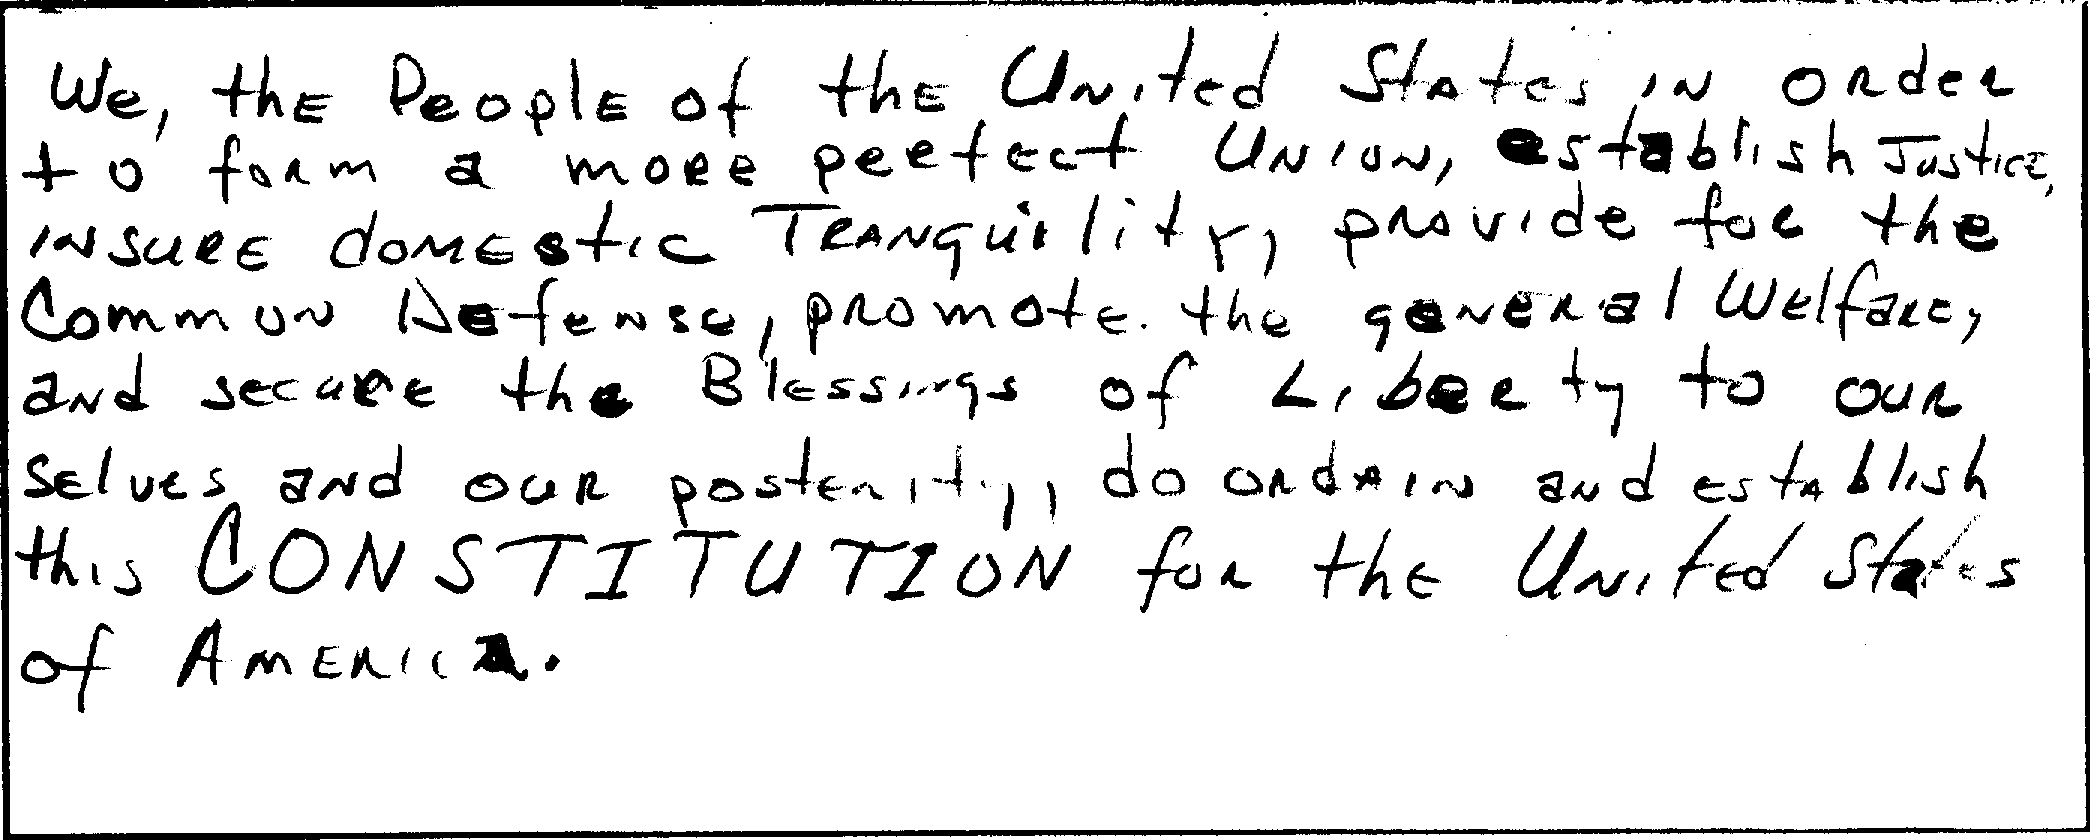 We, the People of the United States in order
to form a more perfect Union, establish Justice,
insure domestic Tranquility, provide for the
Common Defense, promote the general Welfare,
and secure the Blessings of Liberty to our
selves and our posterity, do ordain and establish
this CONSTITUTION for the United States
of America.